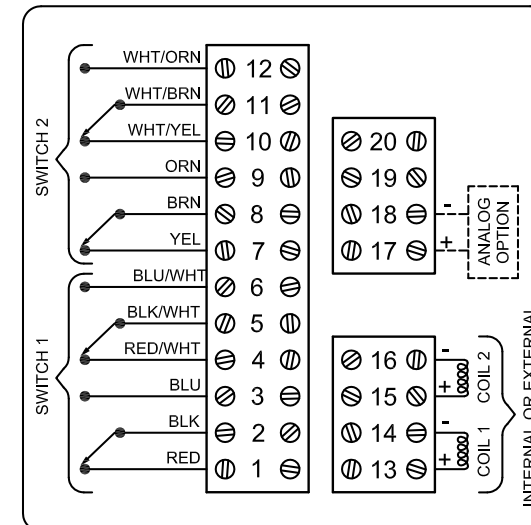 SWITCH 2
WHT/ORN 12
WHT/BRN 11
WHT/YEL 10
ORN 9
BRN 8
YEL 7
SWITCH 1
BLU/WHT 6
BLK/WHT 5
RED/WHT 4
BLU 3
BLK 2
RED 1
20
19
18 -
17 +
ANALOG
OPTION
16 -
15 +
COIL 2
14 -
13 +
COIL 1
INTERNAL OR EXTERNAL